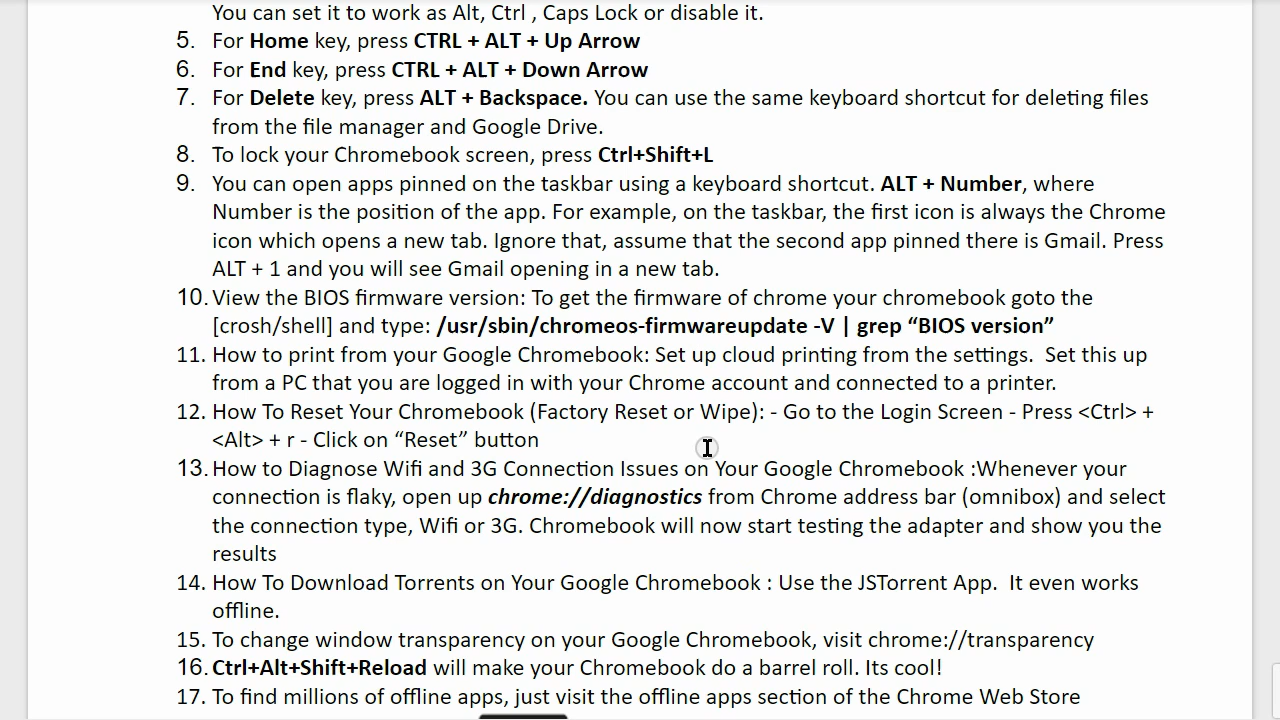 You can set it to work as Alt, Ctrl , Caps Lock or disable it.
5. For Home key, press CTRL + ALT + Up Arrow
6. For End key, press CTRL + ALT + Down Arrow
7. For Delete key, press ALT + Backspace. You can use the same keyboard shortcut for deleting files
from the file manager and Google Drive.
8. To lock your Chromebook screen, press Ctrl+Shift+L
9. You can open apps pinned on the taskbar using a keyboard shortcut. ALT + Number, where
Number is the position of the app. For example, on the taskbar, the first icon is always the Chrome
icon which opens a new tab. Ignore that, assume that the second app pinned there is Gmail. Press
ALT + 1 and you will see Gmail opening in a new tab.
10. View the BIOS firmware version: To get the firmware of chrome your chromebook goto the
[crosh/shell] and type: /usr/sbin/chromeos-firmwareupdate -V | grep “BIOS version”
11. How to print from your Google Chromebook: Set up cloud printing from the settings.  Set this up
from a PC that you are logged in with your Chrome account and connected to a printer.
12. How To Reset Your Chromebook (Factory Reset or Wipe): - Go to the Login Screen - Press <Ctrl> +
<Alt> + r - Click on “Reset” button
13. How to Diagnose Wifi and 3G Connection Issues on Your Google Chromebook :Whenever your
connection is flaky, open up chrome://diagnostics from Chrome address bar (omnibox) and select
the connection type, Wifi or 3G. Chromebook will now start testing the adapter and show you the
results
14. How To Download Torrents on Your Google Chromebook : Use the JSTorrent App.  It even works
offline.
15. To change window transparency on your Google Chromebook, visit chrome://transparency
16. Ctrl+Alt+Shift+Reload will make your Chromebook do a barrel roll. Its cool!
17. To find millions of offline apps, just visit the offline apps section of the Chrome Web Store